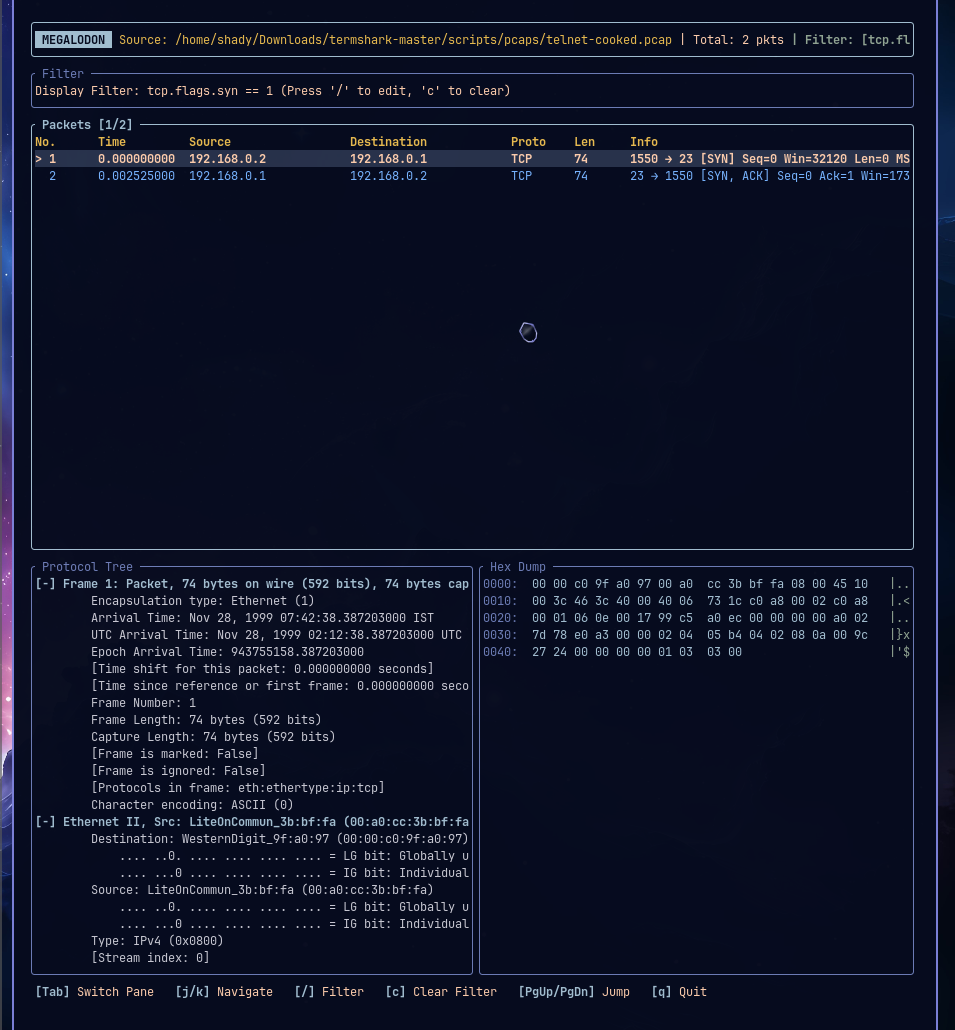 MEGALODON Source: /home/shady/Downloads/termshark-master/scripts/pcaps/telnet-cooked.pcap | Total: 2 pkts | Filter: [tcp.fl
Filter
Display Filter: tcp.flags.syn == 1 (Press '/' to edit, 'c' to clear)
Packets [1/2]
No. Time Source Destination Proto Len Info
> 1 0.000000000 192.168.0.2 192.168.0.1 TCP 74 1550 → 23 [SYN] Seq=0 Win=32120 Len=0 MS
2 0.002525000 192.168.0.1 192.168.0.2 TCP 74 23 → 1550 [SYN, ACK] Seq=0 Ack=1 Win=173
Protocol Tree
[-] Frame 1: Packet, 74 bytes on wire (592 bits), 74 bytes cap
Encapsulation type: Ethernet (1)
Arrival Time: Nov 28, 1999 07:42:38.387203000 IST
UTC Arrival Time: Nov 28, 1999 02:12:38.387203000 UTC
Epoch Arrival Time: 943755158.387203000
[Time shift for this packet: 0.000000000 seconds]
[Time since reference or first frame: 0.000000000 seco
Frame Number: 1
Frame Length: 74 bytes (592 bits)
Capture Length: 74 bytes (592 bits)
[Frame is marked: False]
[Frame is ignored: False]
[Protocols in frame: eth:ethertype:ip:tcp]
Character encoding: ASCII (0)
[-] Ethernet II, Src: LiteOnCommun_3b:bf:fa (00:a0:cc:3b:bf:fa
Destination: WesternDigit_9f:a0:97 (00:00:c0:9f:a0:97)
.... ..0. .... .... .... .... = LG bit: Globally u
.... ...0 .... .... .... .... = IG bit: Individual
Source: LiteOnCommun_3b:bf:fa (00:a0:cc:3b:bf:fa)
.... ..0. .... .... .... .... = LG bit: Globally u
.... ...0 .... .... .... .... = IG bit: Individual
Type: IPv4 (0x0800)
[Stream index: 0]
Hex Dump
0000: 00 00 c0 9f a0 97 00 a0 cc 3b bf fa 08 00 45 10 |..
0010: 00 3c 46 3c 40 00 40 06 73 1c c0 a8 00 02 c0 a8 |.<
0020: 00 01 06 0e 00 17 99 c5 a0 ec 00 00 00 00 a0 02 |..
0030: 7d 78 e0 a3 00 00 02 04 05 b4 04 02 08 0a 00 9c |}x
0040: 27 24 00 00 00 00 01 03 03 00 |'$
[Tab] Switch Pane [j/k] Navigate [/] Filter [c] Clear Filter [PgUp/PgDn] Jump [q] Quit